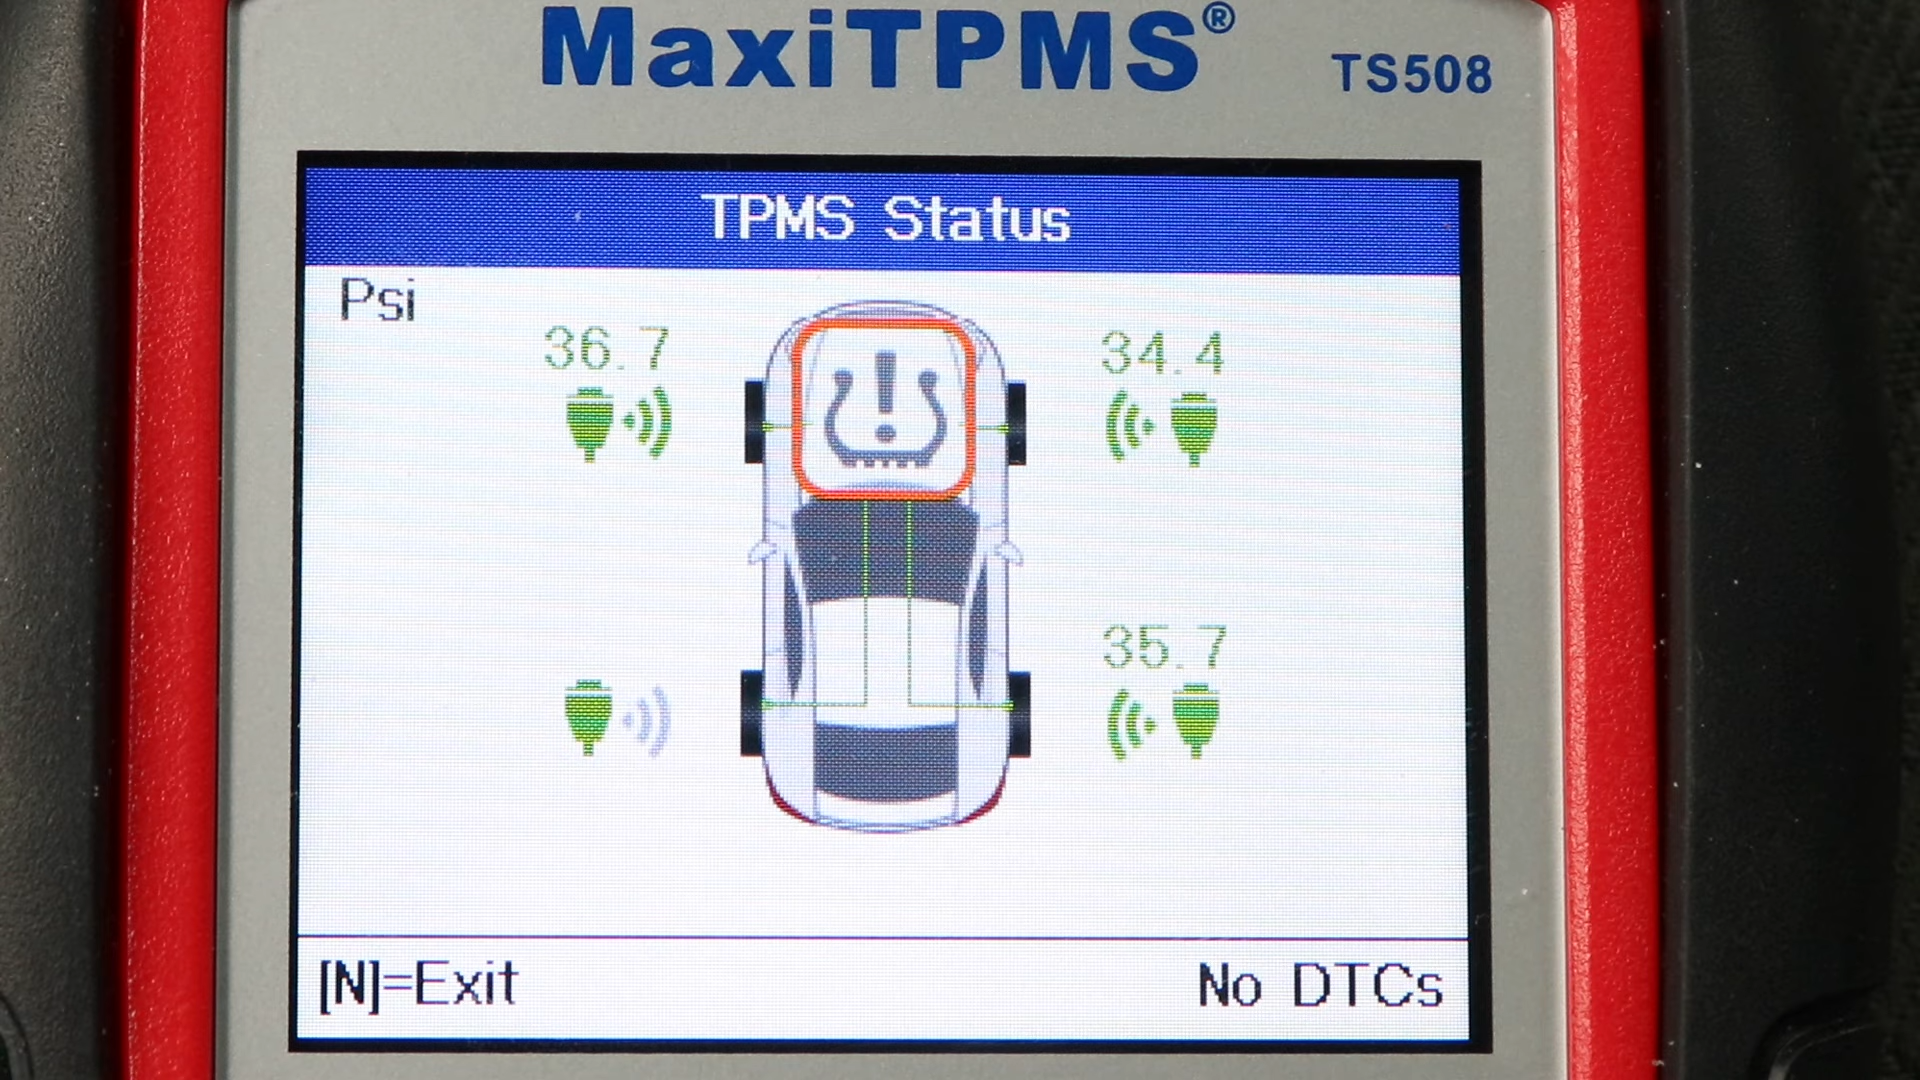 MaxiTPMS®
TS508
TPMS Status
Psi
36.7
34.4
35.7
[N]=Exit
No DTCs